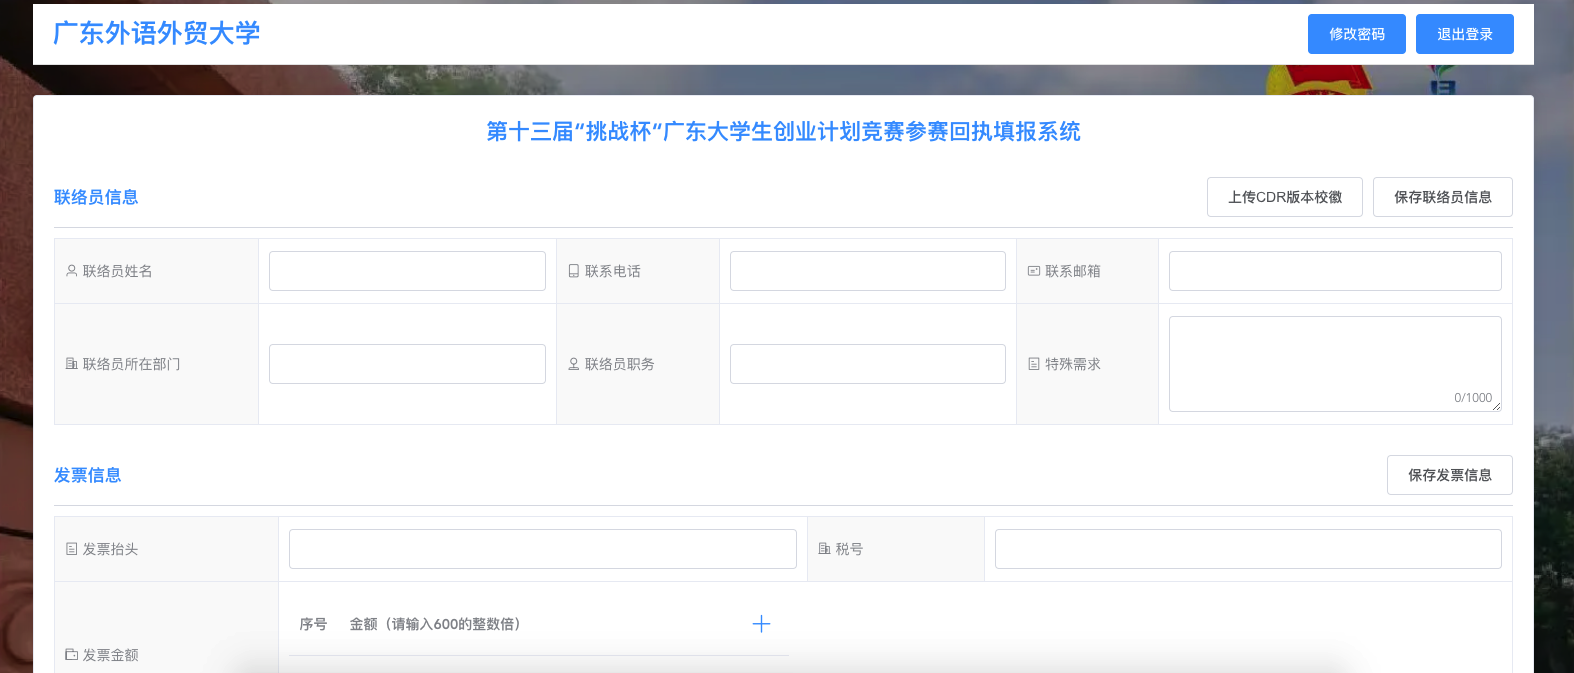 广东外语外贸大学
修改密码
退出登录
第十三届“挑战杯”广东大学生创业计划竞赛参赛回执填报系统
联络员信息
上传CDR版本校徽
保存联络员信息
联络员姓名
联系电话
联系邮箱
联络员所在部门
联络员职务
特殊需求
0/1000
发票信息
保存发票信息
发票抬头
税号
序号
金额（请输入600的整数倍）
发票金额